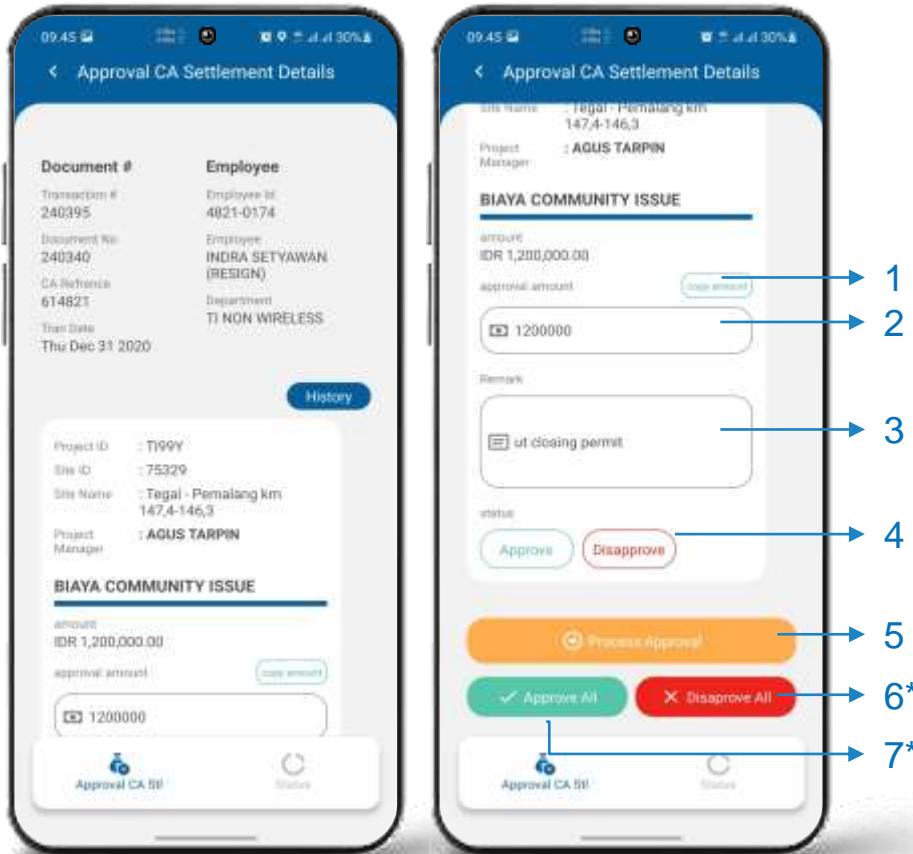 09.45
30%
Approval CA Settlement Details
Document #
Employee
Transaction #
240395
Employee Id
4821-0174
Document No
240340
Employee
INDRA SETYAWAN
(RESIGN)
CA Refrence
614821
Department
TI NON WIRELESS
Tran Date
Thu Dec 31 2020
History
Project ID : TI99Y
Site ID : 75329
Site Name : Tegal - Pemalang km
147,4-146,3
Project
Manager : AGUS TARPIN
BIAYA COMMUNITY ISSUE
amount
IDR 1,200,000.00
approval amount
copy amount
1200000
Approval CA Stl
Status
09.45
30%
Approval CA Settlement Details
Site Name : Tegal - Pemalang km
147,4-146,3
Project
Manager : AGUS TARPIN
BIAYA COMMUNITY ISSUE
amount
IDR 1,200,000.00
approval amount
copy amount
1200000
Remark
ut closing permit
status
Approve
Disapprove
Process Approval
Approve All
Disaprove All
Approval CA Stl
Status
1
2
3
4
5
6*
7*